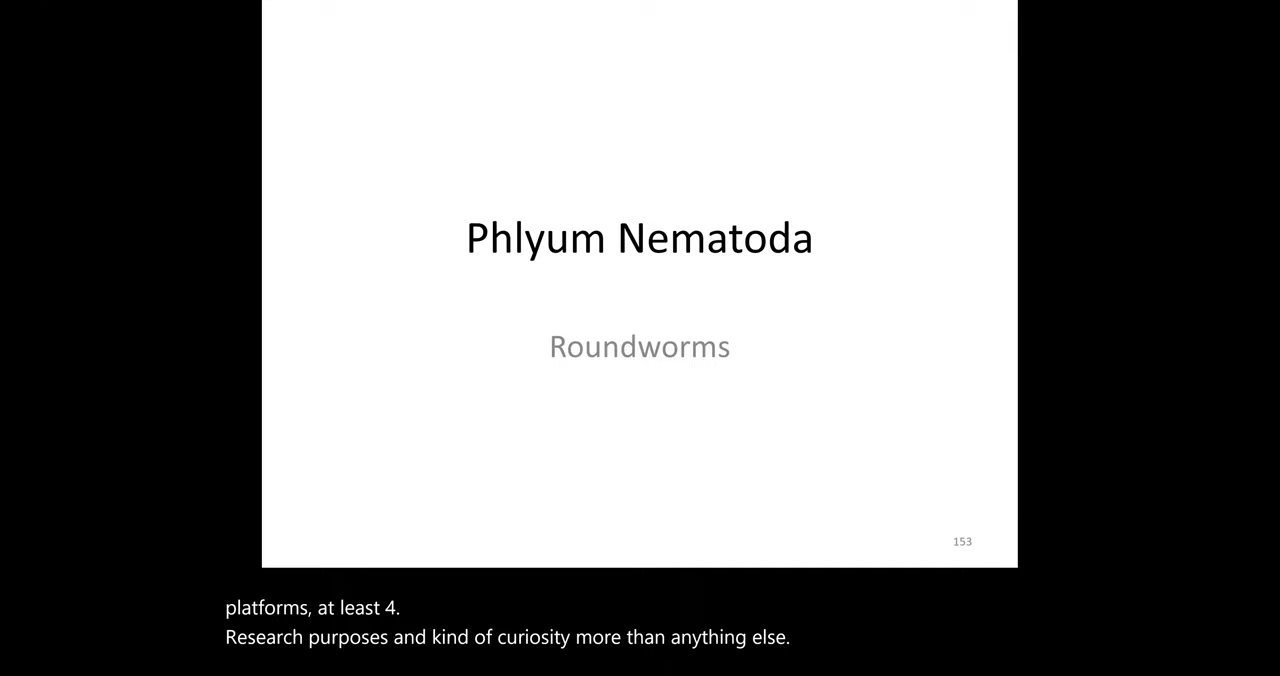 Phlyum Nematoda
Roundworms
153
platforms, at least 4.
Research purposes and kind of curiosity more than anything else.